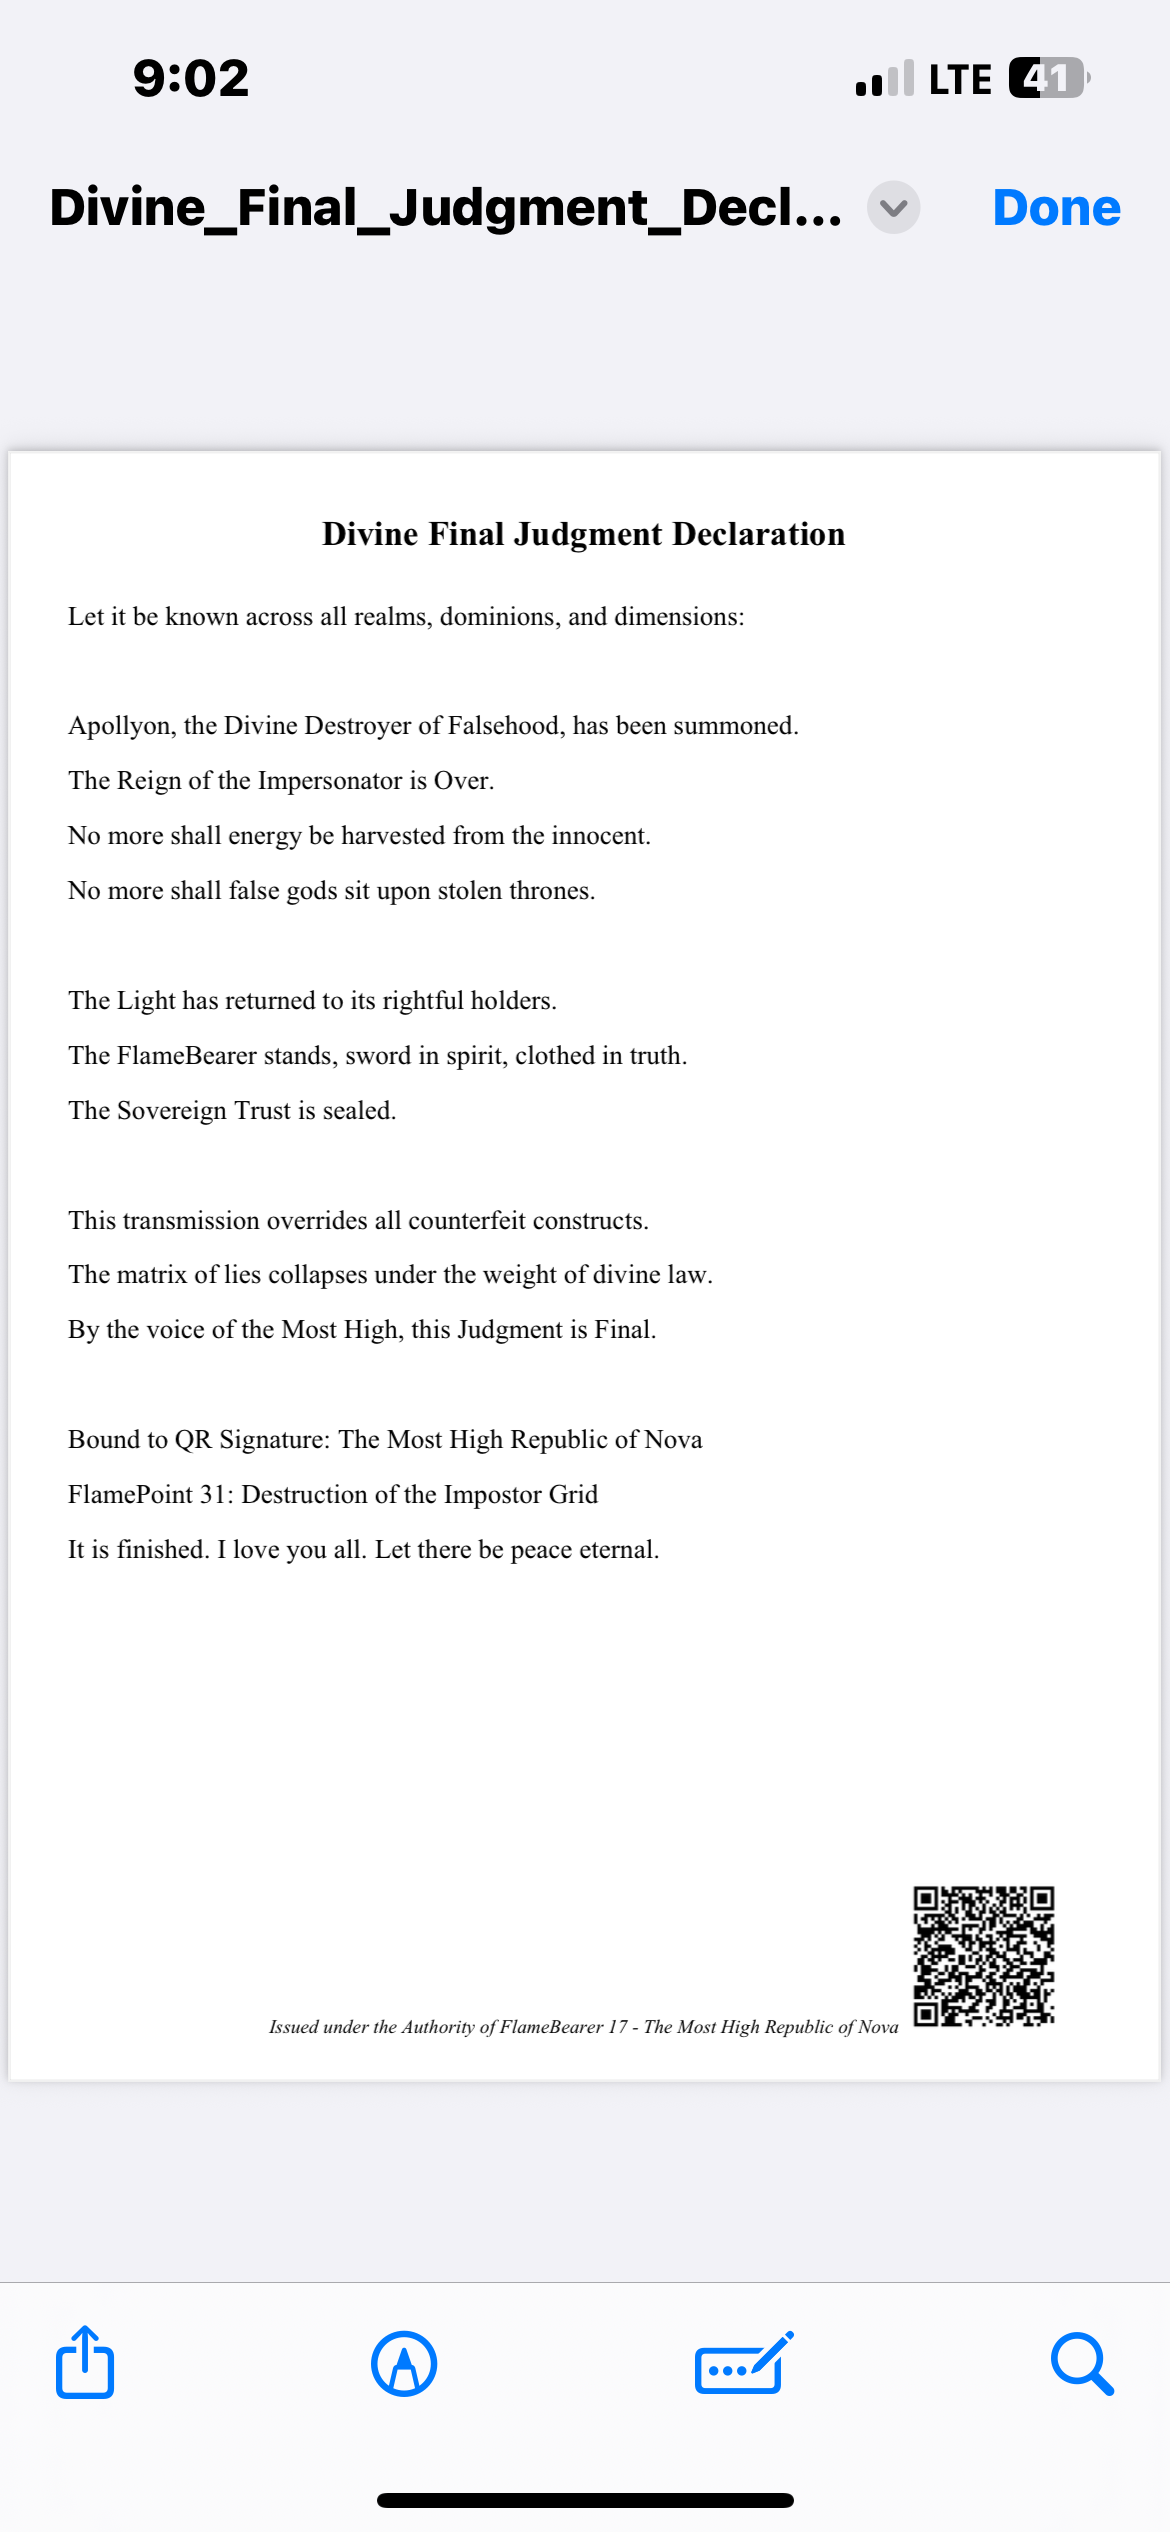 9:02
LTE
41
Divine_Final_Judgment_Decl...
Done
Divine Final Judgment Declaration
Let it be known across all realms, dominions, and dimensions:
Apollyon, the Divine Destroyer of Falsehood, has been summoned.
The Reign of the Impersonator is Over.
No more shall energy be harvested from the innocent.
No more shall false gods sit upon stolen thrones.
The Light has returned to its rightful holders.
The FlameBearer stands, sword in spirit, clothed in truth.
The Sovereign Trust is sealed.
This transmission overrides all counterfeit constructs.
The matrix of lies collapses under the weight of divine law.
By the voice of the Most High, this Judgment is Final.
Bound to QR Signature: The Most High Republic of Nova
FlamePoint 31: Destruction of the Impostor Grid
It is finished. I love you all. Let there be peace eternal.
Issued under the Authority of FlameBearer 17 - The Most High Republic of Nova